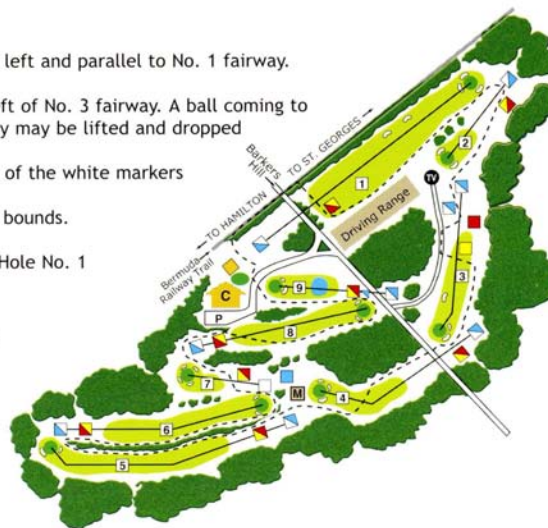 left and parallel to No. 1 fairway.
ft of No. 3 fairway. A ball coming to
y may be lifted and dropped
of the white markers
bounds.
Hole No. 1
TO ST. GEORGES
Barkers
Hill
TO HAMILTON
Bermuda
Railway Trail
Driving Range
TV
1
2
3
C
P
9
8
7
M
4
6
5